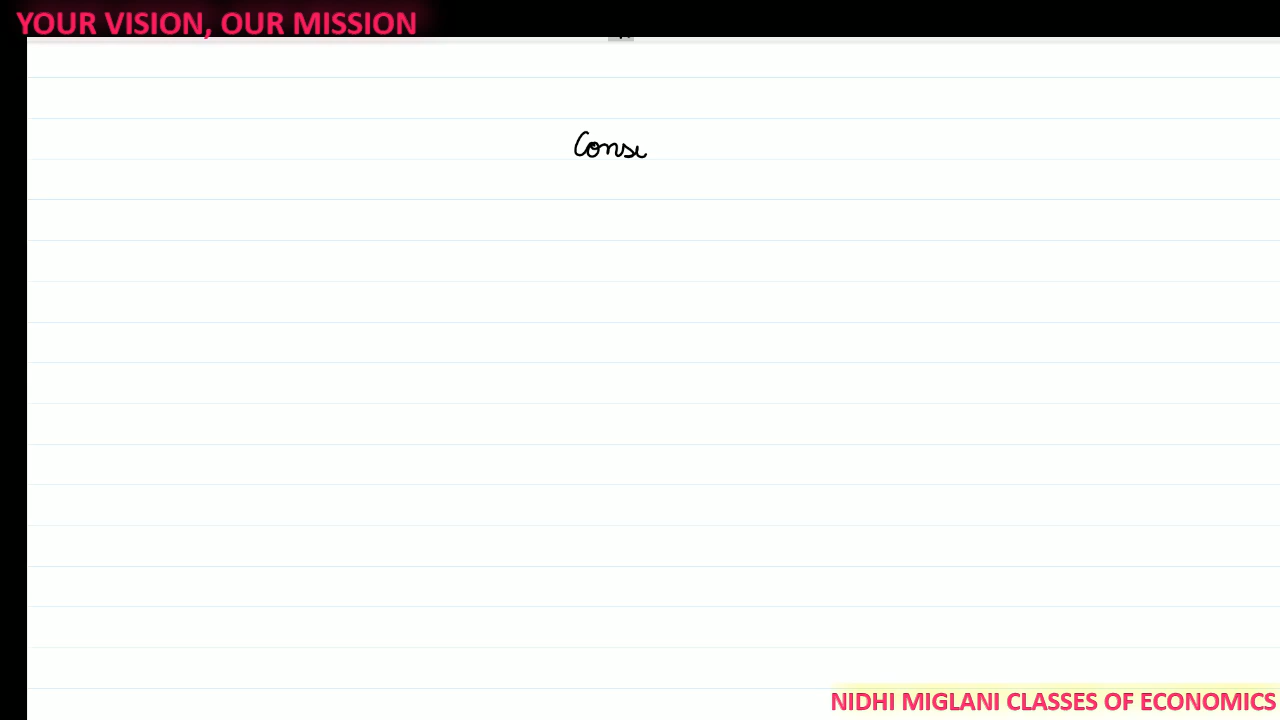 YOUR VISION, OUR MISSION
Consu
NIDHI MIGLANI CLASSES OF ECONOMICS